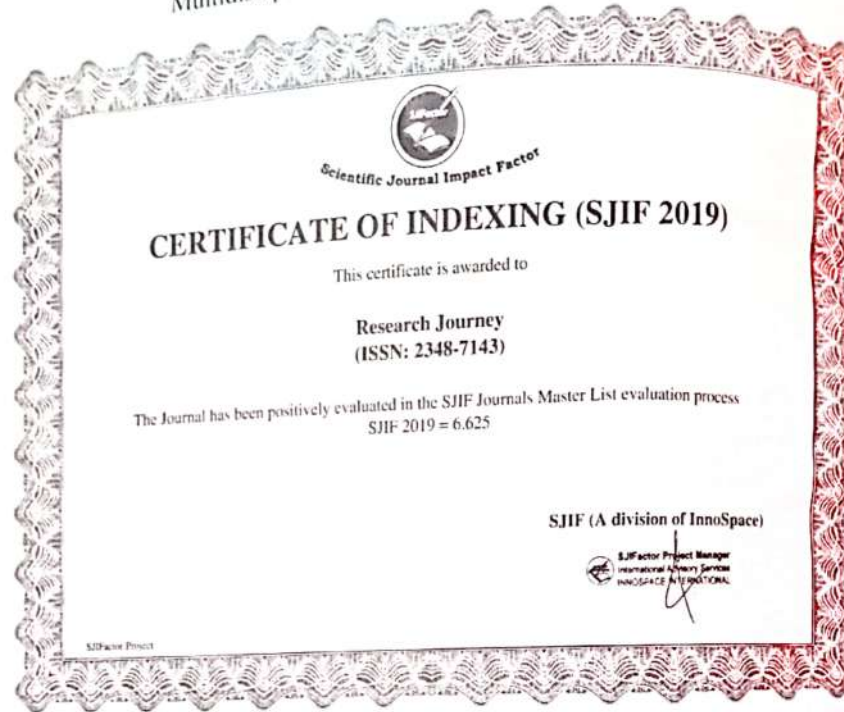 SJIFactor
Scientific Journal Impact Factor
CERTIFICATE OF INDEXING (SJIF 2019)
This certificate is awarded to
Research Journey
(ISSN: 2348-7143)
The Journal has been positively evaluated in the SJIF Journals Master List evaluation process
SJIF 2019 = 6.625
SJIF (A division of InnoSpace)
SJIFactor Project Manager
International Advisory Services
INNOSPACE INTERNATIONAL
SJIFactor Project